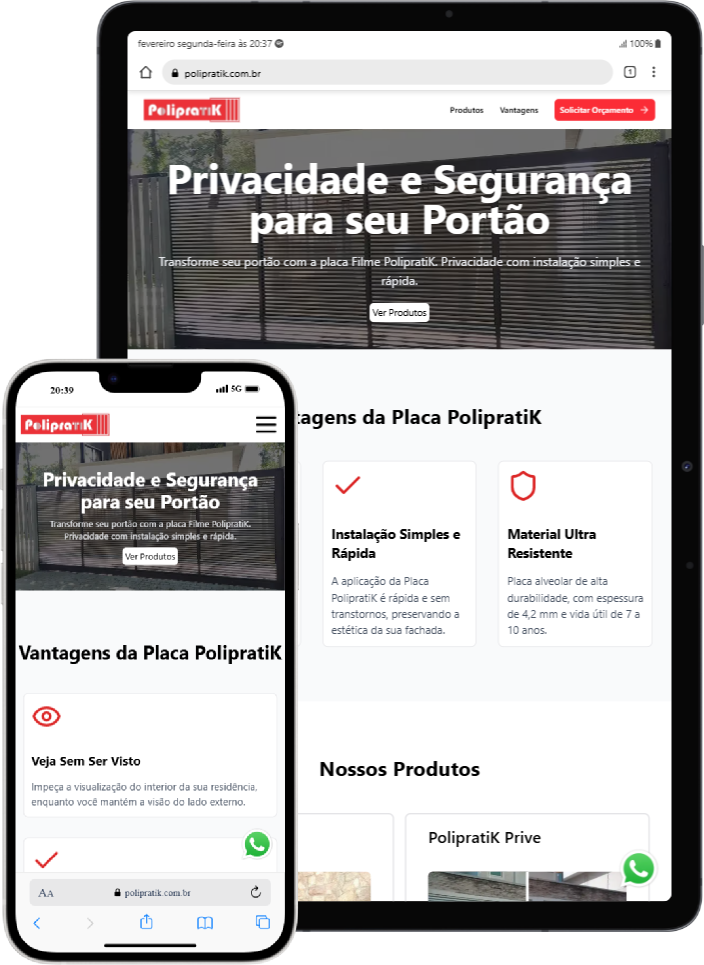 fevereiro segunda-feira às 20:37
100%
polipratik.com.br
1
PolipratiK
Produtos
Vantagens
Solicitar Orçamento
Privacidade e Segurança
para seu Portão
Transforme seu portão com a placa Filme PolipratiK. Privacidade com instalação simples e
rápida.
Ver Produtos
tagens da Placa PolipratiK
Instalação Simples e
Rápida
A aplicação da Placa
PolipratiK é rápida e sem
transtornos, preservando a
estética da sua fachada.
Material Ultra
Resistente
Placa alveolar de alta
durabilidade, com espessura
de 4,2 mm e vida útil de 7 a
10 anos.
Nossos Produtos
PolipratiK Prive
20:39
5G
PolipratiK
Privacidade e Segurança
para seu Portão
Transforme seu portão com a placa Filme PolipratiK.
Privacidade com instalação simples e rápida.
Ver Produtos
Vantagens da Placa PolipratiK
Veja Sem Ser Visto
Impeça a visualização do interior da sua residência,
enquanto você mantém a visão do lado externo.
AA
polipratik.com.br